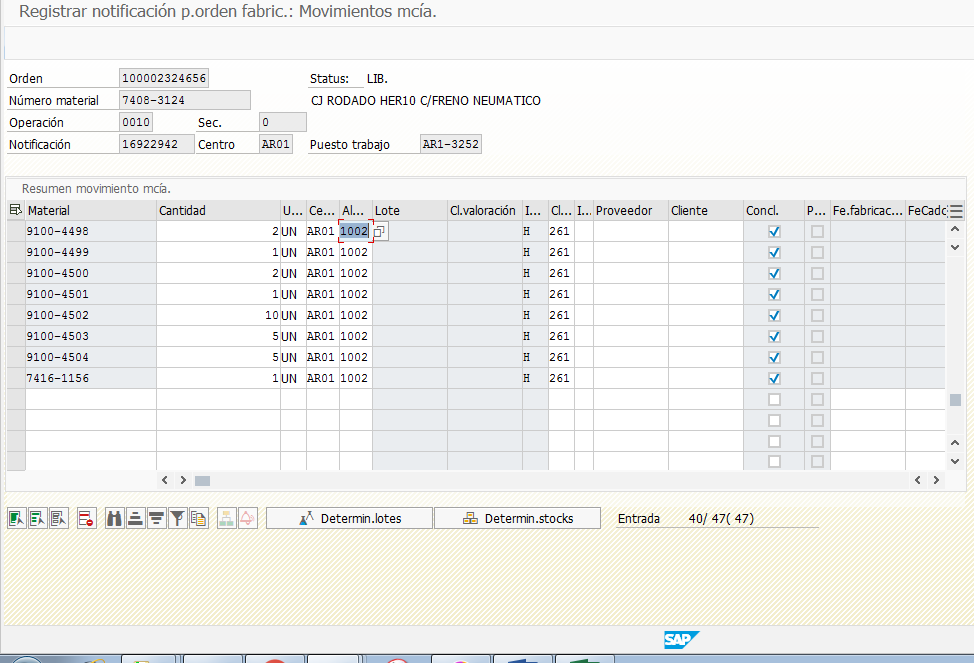 Registrar notificación p.orden fabric.: Movimientos mcía.
Orden 100002324656 Status: LIB.
Número material 7408-3124 CJ RODADO HER10 C/FRENO NEUMATICO
Operación 0010 Sec. 0
Notificación 16922942 Centro AR01 Puesto trabajo AR1-3252
Resumen movimiento mcía.
Material Cantidad U... Ce... Al... Lote Cl.valoración I... Cl... I... Proveedor Cliente Concl. P... Fe.fabricac... FeCadc
9100-4498 2 UN AR01 1002 H 261
9100-4499 1 UN AR01 1002 H 261
9100-4500 2 UN AR01 1002 H 261
9100-4501 1 UN AR01 1002 H 261
9100-4502 10 UN AR01 1002 H 261
9100-4503 5 UN AR01 1002 H 261
9100-4504 5 UN AR01 1002 H 261
7416-1156 1 UN AR01 1002 H 261
Determin.lotes Determin.stocks Entrada 40/ 47( 47)
SAP